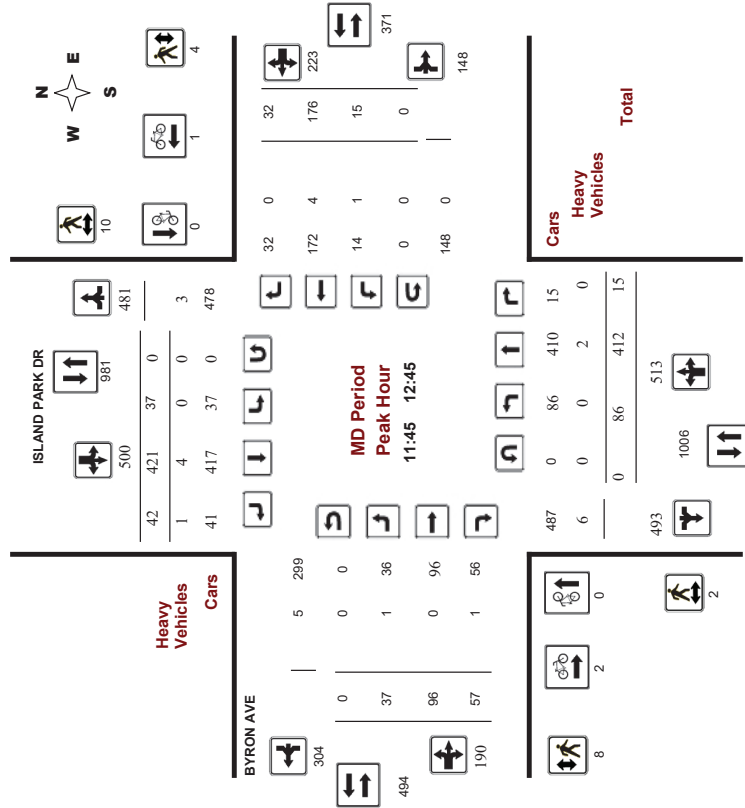 N
W E
S
10
4
0
1
ISLAND PARK DR
981
500
481
42 421 37 0
Heavy Vehicles 1 4 0 0 3
Cars 41 417 37 0 478
BYRON AVE
304
5 299
0 0 0
37 1 36
96 0 96
57 1 56
494
190
MD Period
Peak Hour
11:45 12:45
32 0 32
172 4 176
14 1 15
0 0 0
148 0
223
371
148
487 0 86 410 15 Cars
6 0 0 2 0 Heavy Vehicles
0 86 412 15 Total
493
513
1006
8
2
0
2